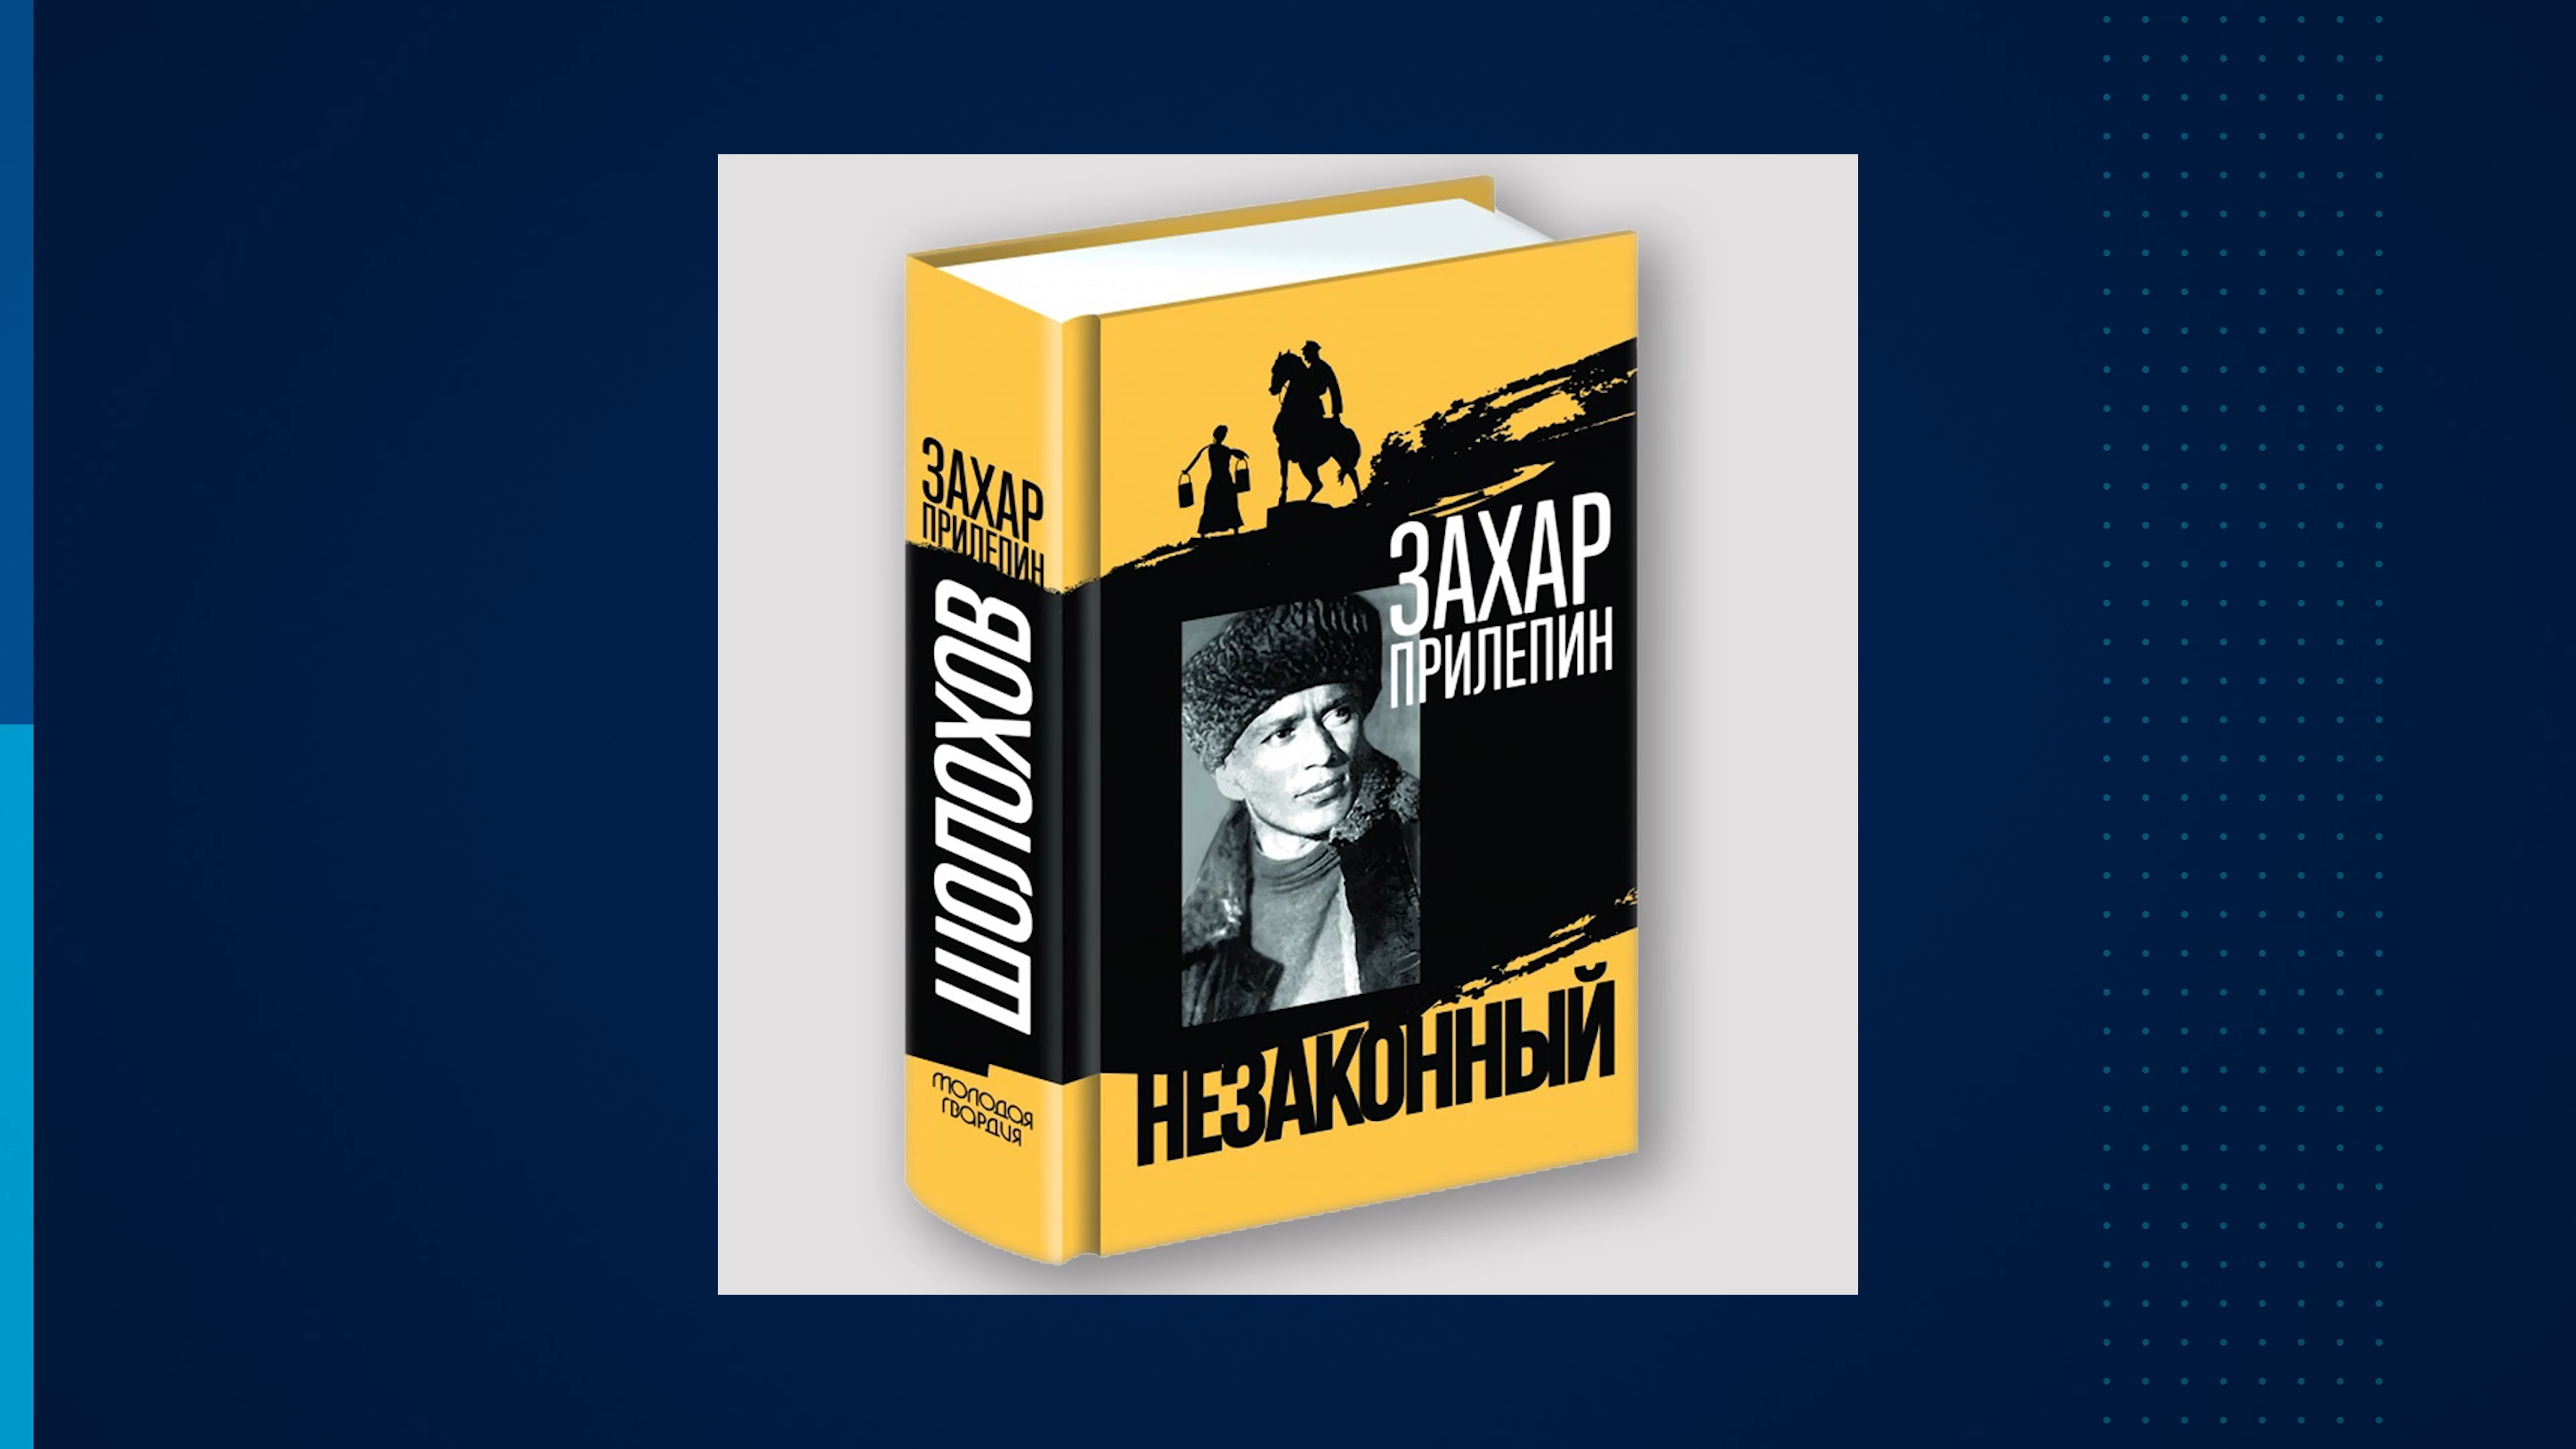 ЗАХАР
ПРИЛЕПИН
ШОЛОХОВ
МОЛОДАЯ
ГВАРДИЯ
ЗАХАР
ПРИЛЕПИН
НЕЗАКОННЫЙ